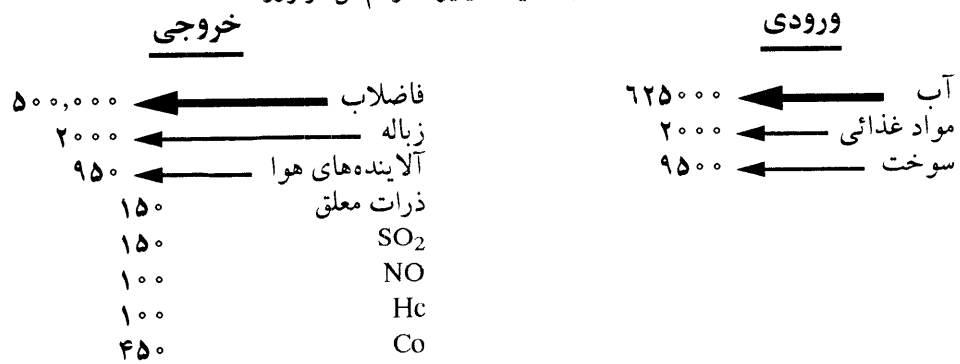 ورودی خروجی
آب ۶۲۵۰۰۰ فاضلاب ۵۰۰,۰۰۰
مواد غذائی ۲۰۰۰ زباله ۲۰۰۰
سوخت ۹۵۰۰ آلاینده‌های هوا ۹۵۰
ذرات معلق ۱۵۰
SO₂ ۱۵۰
NO ۱۰۰
Hc ۱۰۰
Co ۴۵۰